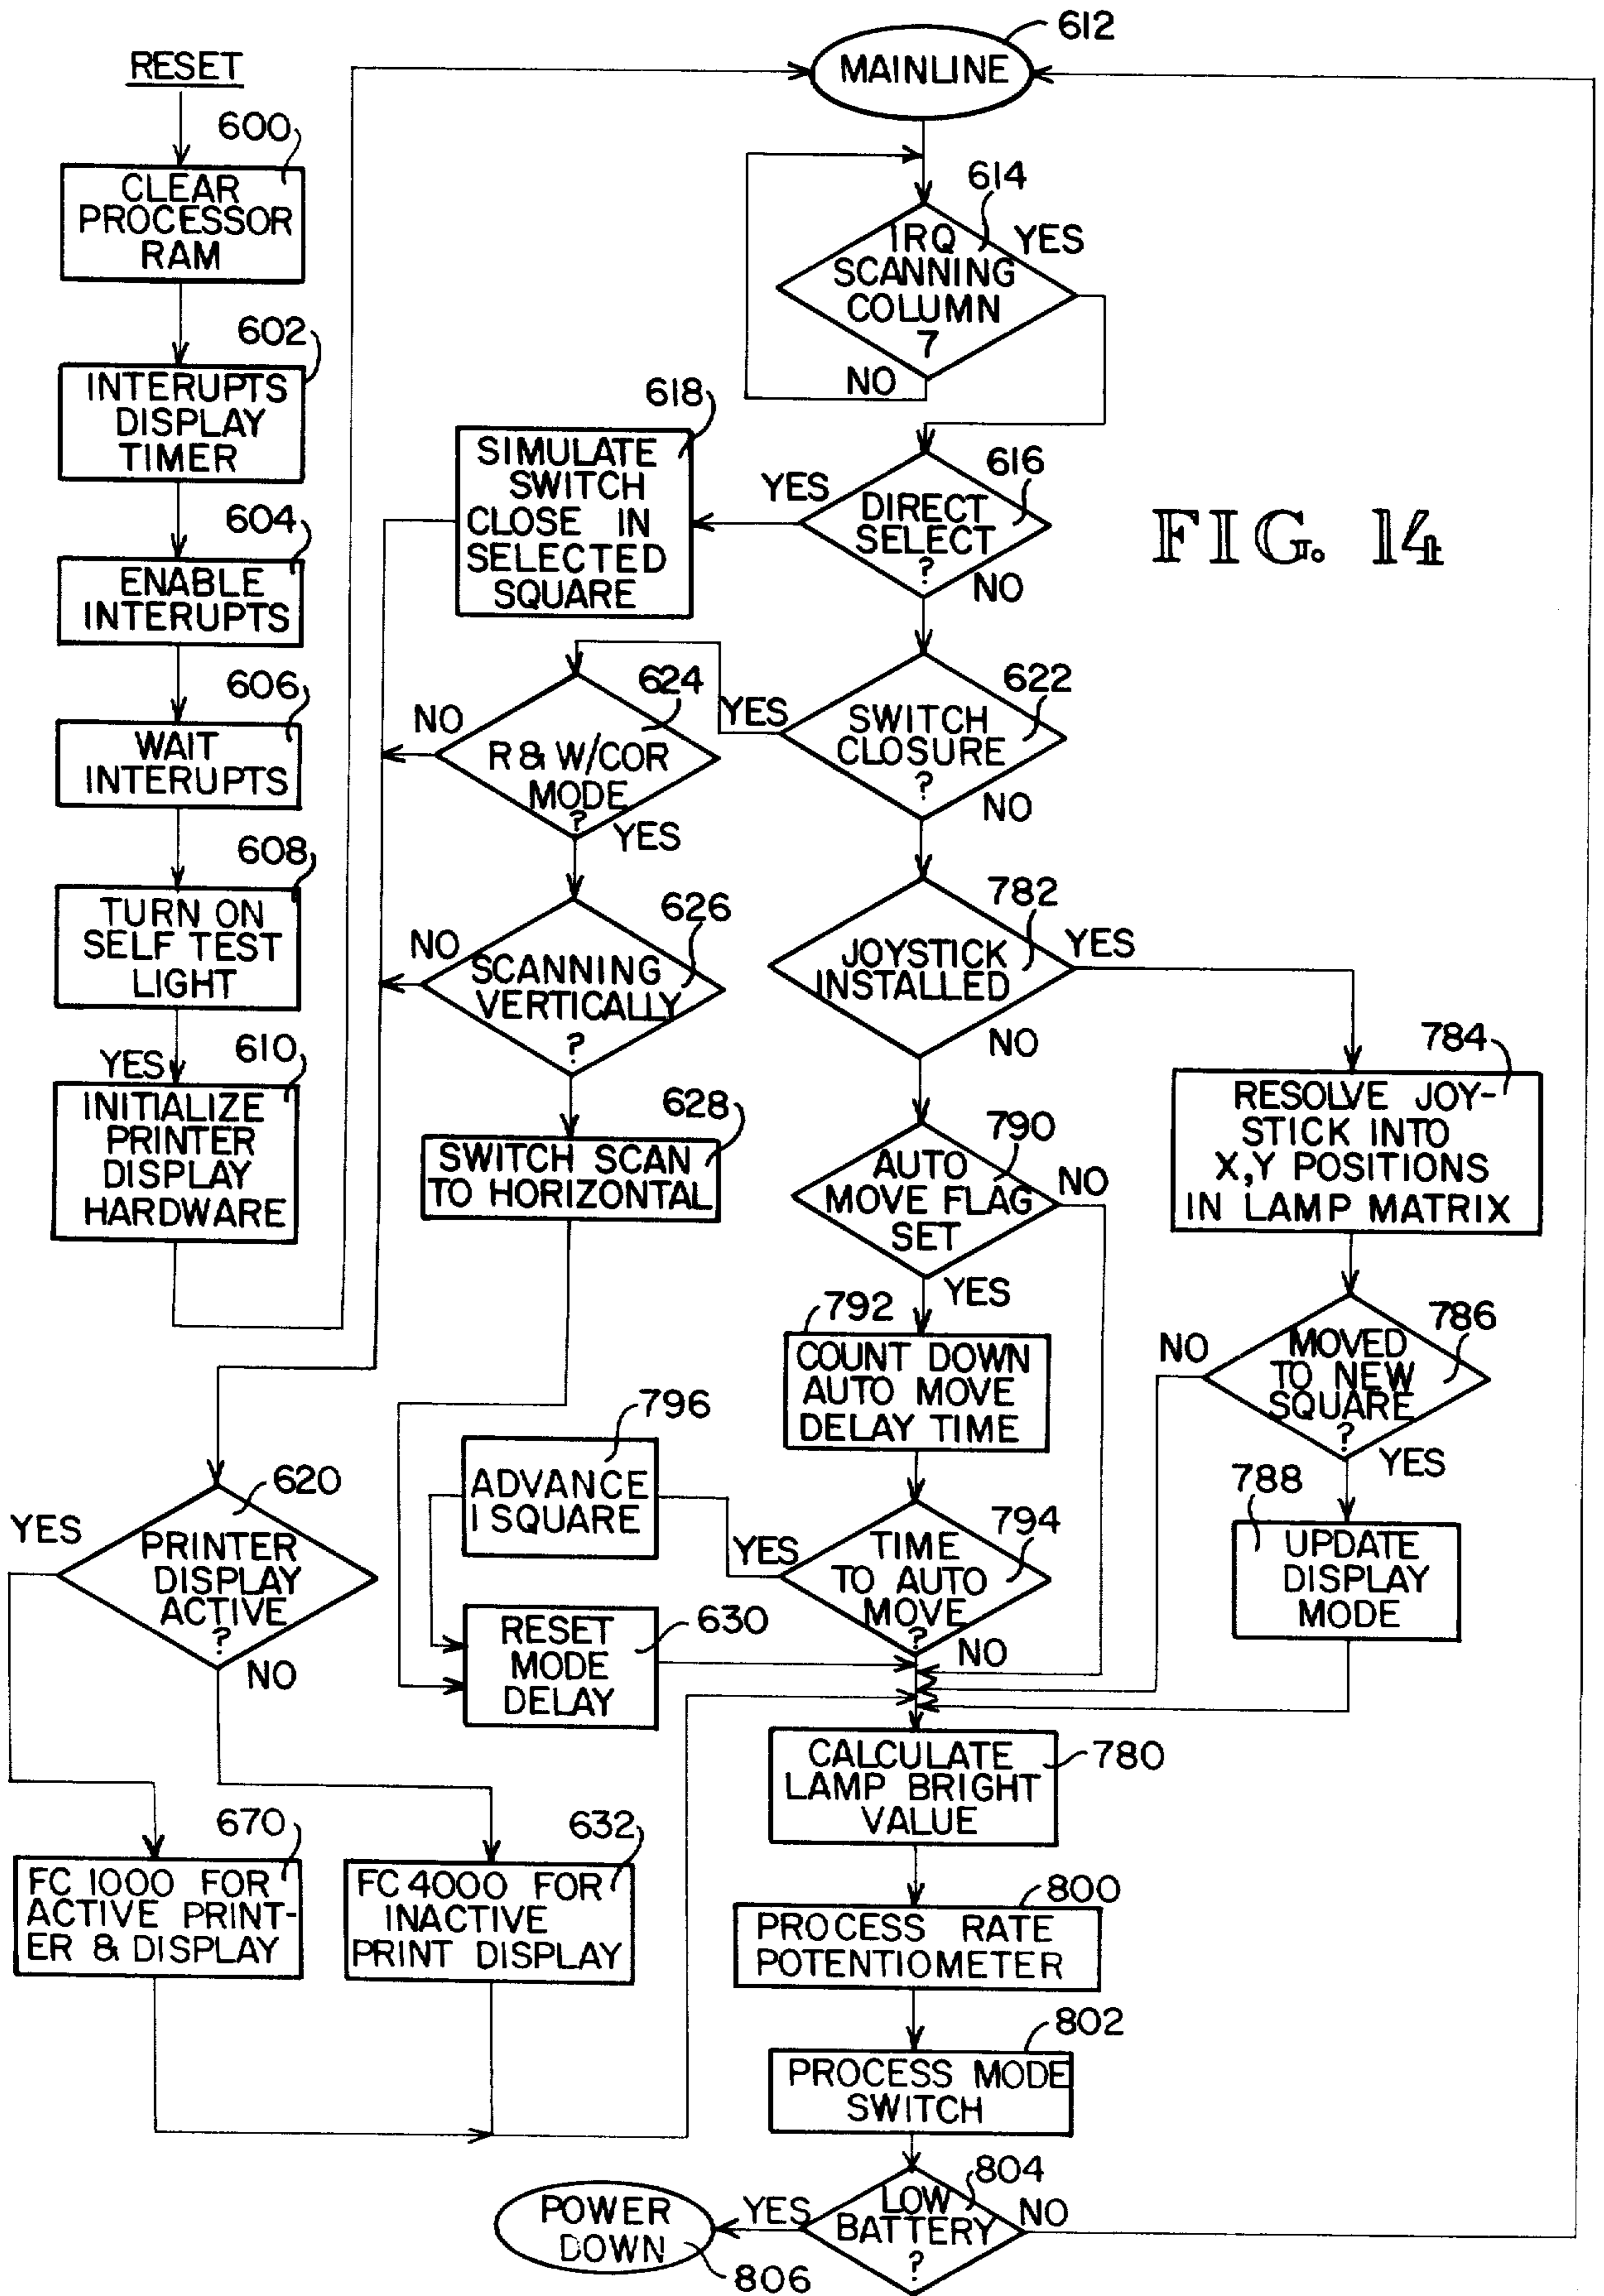 RESET
600
CLEAR
PROCESSOR
RAM
602
INTERUPTS
DISPLAY
TIMER
604
ENABLE
INTERUPTS
606
WAIT
INTERUPTS
608
TURN ON
SELF TEST
LIGHT
YES
610
INITIALIZE
PRINTER
DISPLAY
HARDWARE
612
MAINLINE
614
IRQ
SCANNING
COLUMN
7
YES
NO
FIG. 14
616
DIRECT
SELECT
?
YES
NO
618
SIMULATE
SWITCH
CLOSE IN
SELECTED
SQUARE
622
SWITCH
CLOSURE
?
YES
NO
624
R & W/COR
MODE
?
NO
YES
626
SCANNING
VERTICALLY
?
NO
628
SWITCH SCAN
TO HORIZONTAL
782
JOYSTICK
INSTALLED
YES
NO
784
RESOLVE JOY-
STICK INTO
X,Y POSITIONS
IN LAMP MATRIX
786
MOVED
TO NEW
SQUARE
?
NO
YES
788
UPDATE
DISPLAY
MODE
790
AUTO
MOVE FLAG
SET
NO
YES
792
COUNT DOWN
AUTO MOVE
DELAY TIME
794
TIME
TO AUTO
MOVE
?
YES
NO
796
ADVANCE
1 SQUARE
630
RESET
MODE
DELAY
620
PRINTER
DISPLAY
ACTIVE
?
YES
NO
670
FC 1000 FOR
ACTIVE PRINT-
ER & DISPLAY
632
FC 4000 FOR
INACTIVE
PRINT DISPLAY
780
CALCULATE
LAMP BRIGHT
VALUE
800
PROCESS RATE
POTENTIOMETER
802
PROCESS MODE
SWITCH
804
LOW
BATTERY
?
YES
NO
POWER
DOWN
806